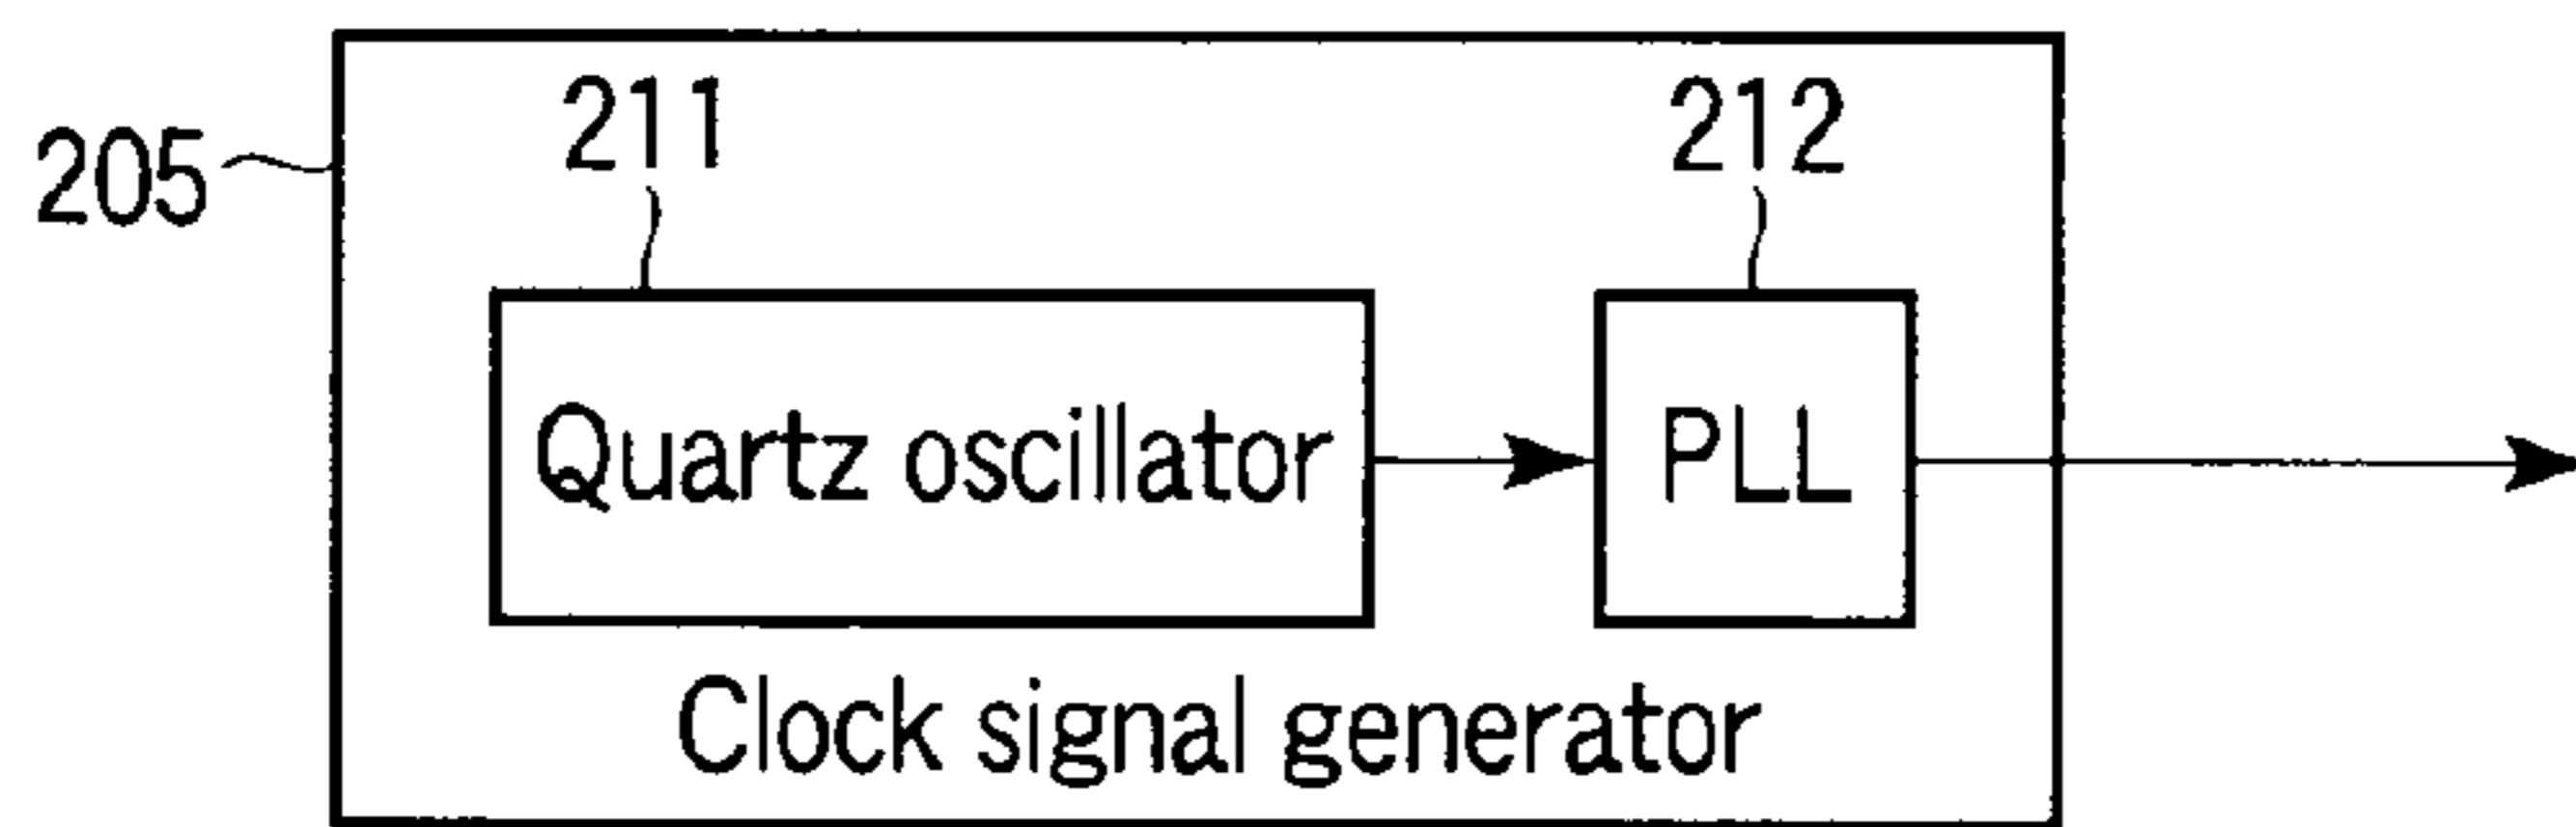 211
212
205
Quartz oscillator
PLL
Clock signal generator